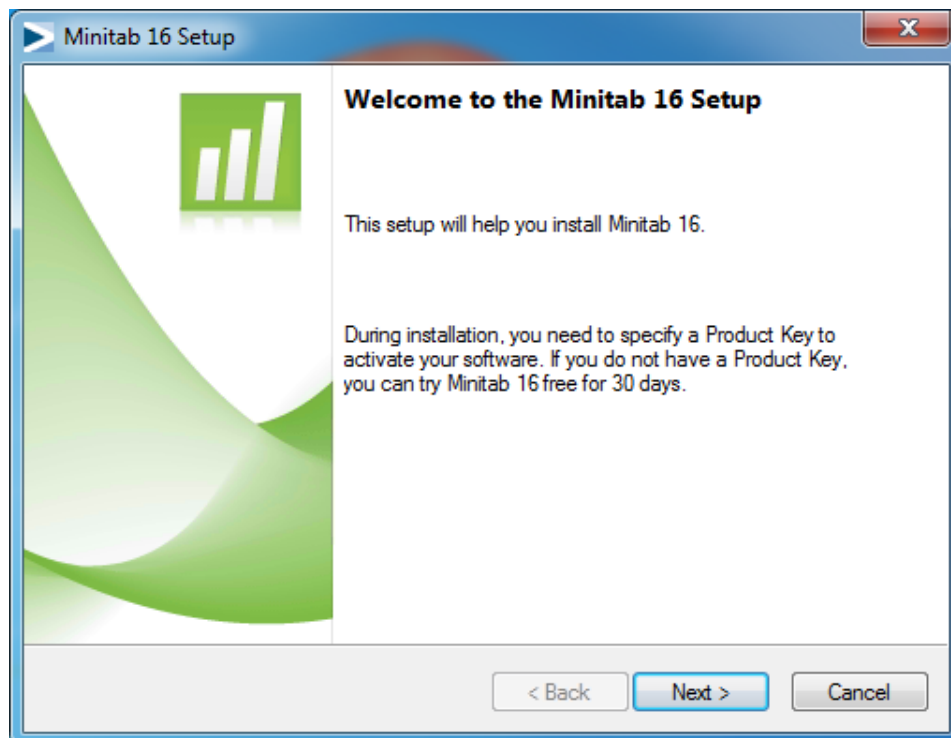 Minitab 16 Setup
Welcome to the Minitab 16 Setup
This setup will help you install Minitab 16.
During installation, you need to specify a Product Key to
activate your software. If you do not have a Product Key,
you can try Minitab 16 free for 30 days.
< Back Next > Cancel